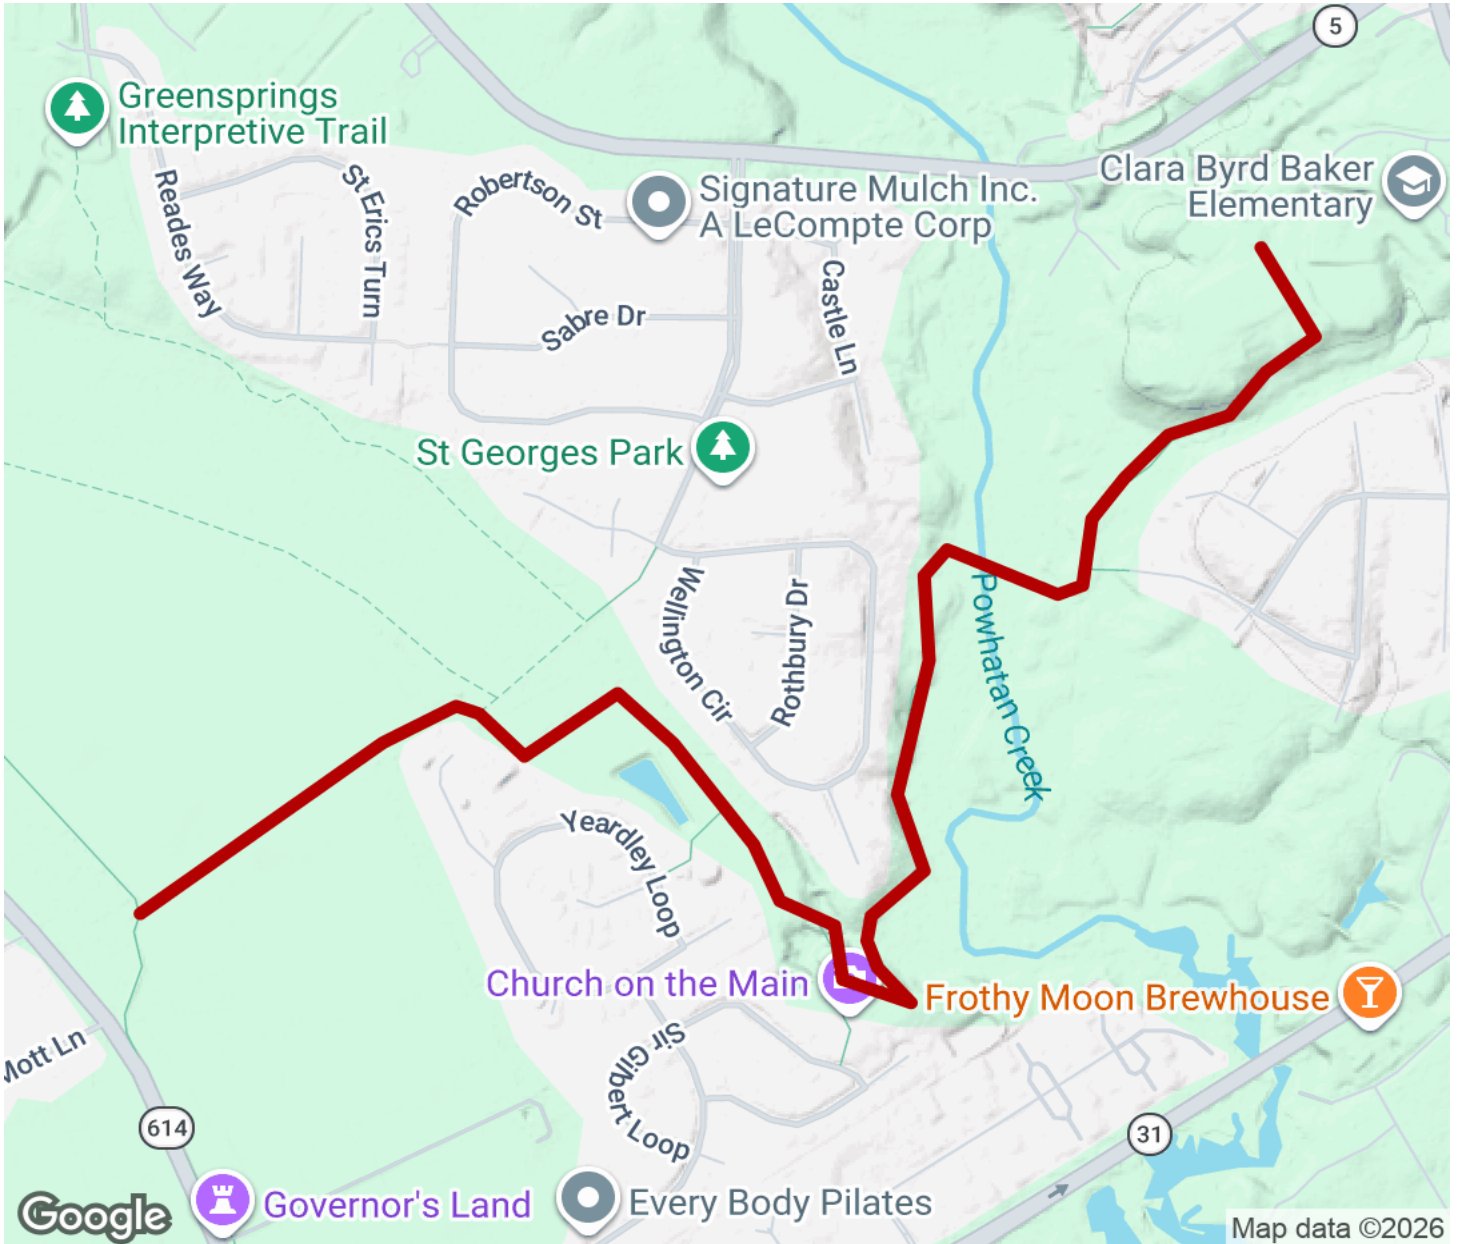 5
Greensprings
Interpretive Trail
Clara Byrd Baker
Elementary
Reades Way
St Erics Turn
Robertson St
Signature Mulch Inc.
A LeCompte Corp
Sabre Dr
Castle Ln
St Georges Park
Wellington Cir
Rothbury Dr
Powhatan Creek
Yeardley Loop
Church on the Main
Frothy Moon Brewhouse
Sir Gilbert Loop
Mott Ln
614
31
Governor's Land
Every Body Pilates
Google
Map data ©2026